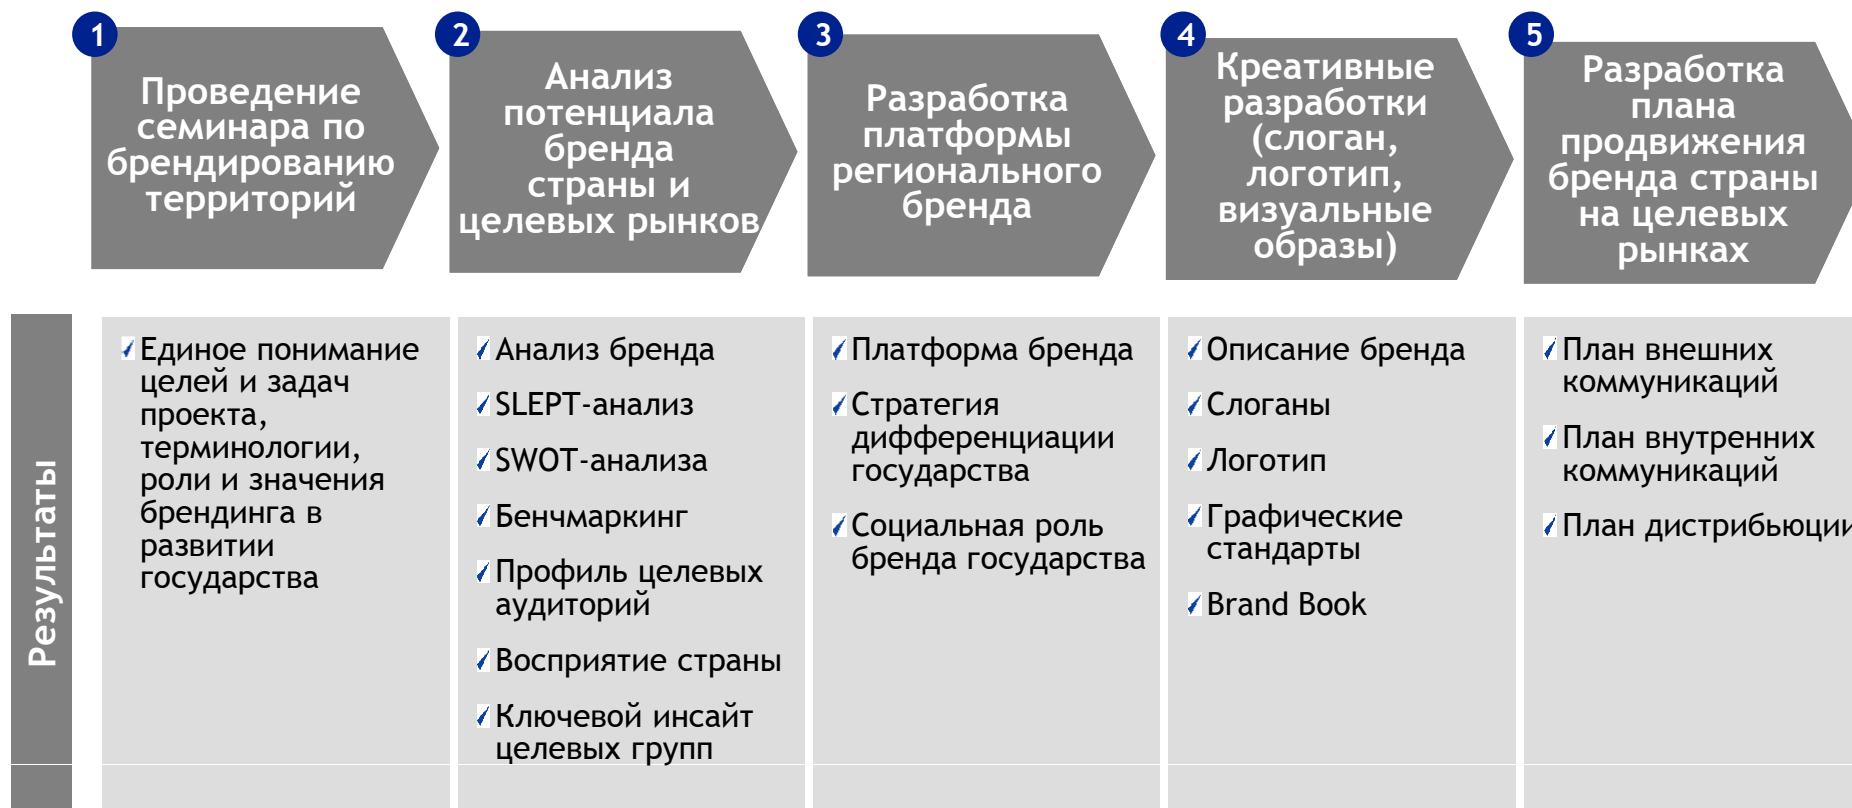 1
Проведение
семинара по
брендированию
территорий
2
Анализ
потенциала
бренда
страны и
целевых рынков
3
Разработка
платформы
регионального
бренда
4
Креативные
разработки
(слоган,
логотип,
визуальные
образы)
5
Разработка
плана
продвижения
бренда страны
на целевых
рынках
Результаты
Единое понимание
целей и задач
проекта,
терминологии,
роли и значения
брендинга в
развитии
государства
Анализ бренда
SLEPT-анализ
SWOT-анализа
Бенчмаркинг
Профиль целевых
аудиторий
Восприятие страны
Ключевой инсайт
целевых групп
Платформа бренда
Стратегия
дифференциации
государства
Социальная роль
бренда государства
Описание бренда
Слоганы
Логотип
Графические
стандарты
Brand Book
План внешних
коммуникаций
План внутренних
коммуникаций
План дистрибьюции